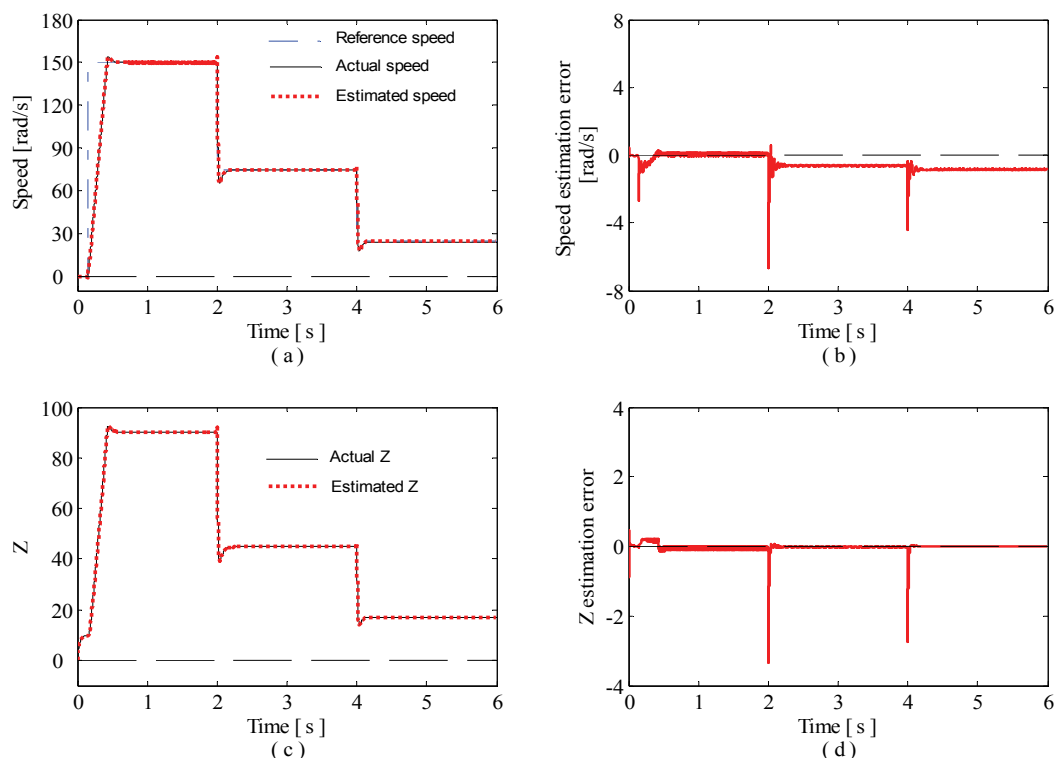 180
150
120
90
60
30
0
Speed [rad/s]
Reference speed
Actual speed
Estimated speed
0 1 2 3 4 5 6
Time [ s ]
( a )
8
4
0
-4
-8
Speed estimation error
[rad/s]
0 1 2 3 4 5 6
Time [ s ]
( b )
100
80
60
40
20
0
Z
Actual Z
Estimated Z
0 1 2 3 4 5 6
Time [ s ]
( c )
4
2
0
-2
-4
Z estimation error
0 1 2 3 4 5 6
Time [ s ]
( d )